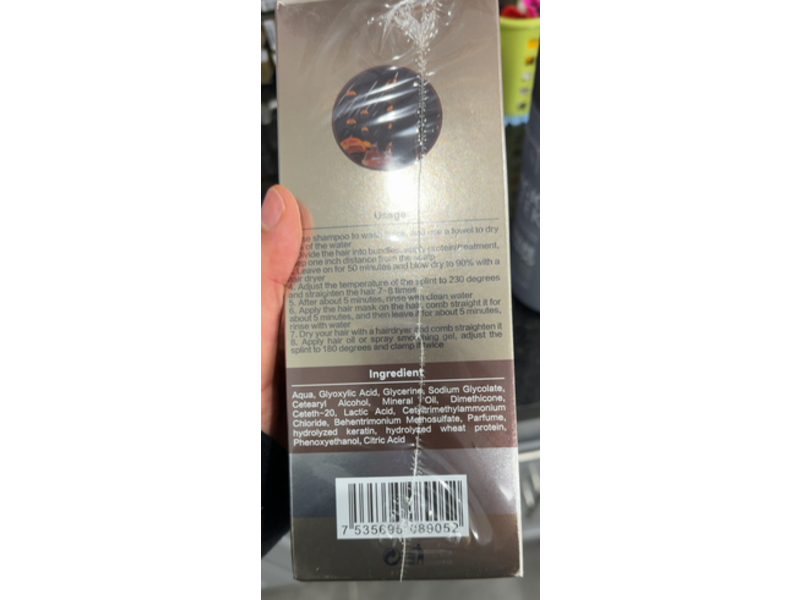 Usage
shampoo to wash and use a towel to dry
of the water
the hair into bundles, apply protein treatment,
one inch distance from the scalp
Leave on for 50 minutes and blow dry to 90% with a
hair dryer
4. Adjust the temperature of the splint to 230 degrees
and straighten the hair 7-8 times
5. After about 5 minutes, rinse with clean water
6. Apply the hair mask on the hair, comb straight it for
about 5 minutes, and then leave it for about 5 minutes,
rinse with water
7. Dry your hair with a hairdryer and comb straighten it
8. Apply hair oil or spray smoothing gel, adjust the
splint to 180 degrees and clamp it twice
Ingredient
Aqua, Glyoxylic Acid, Glycerine, Sodium Glycolate,
Cetearyl Alcohol, Mineral Oil, Dimethicone,
Ceteth-20, Lactic Acid, Cetyltrimethylammonium
Chloride, Behentrimonium Methosulfate, Parfume,
hydrolyzed keratin, hydrolyzed wheat protein,
Phenoxyethanol, Citric Acid
7 535695 089052